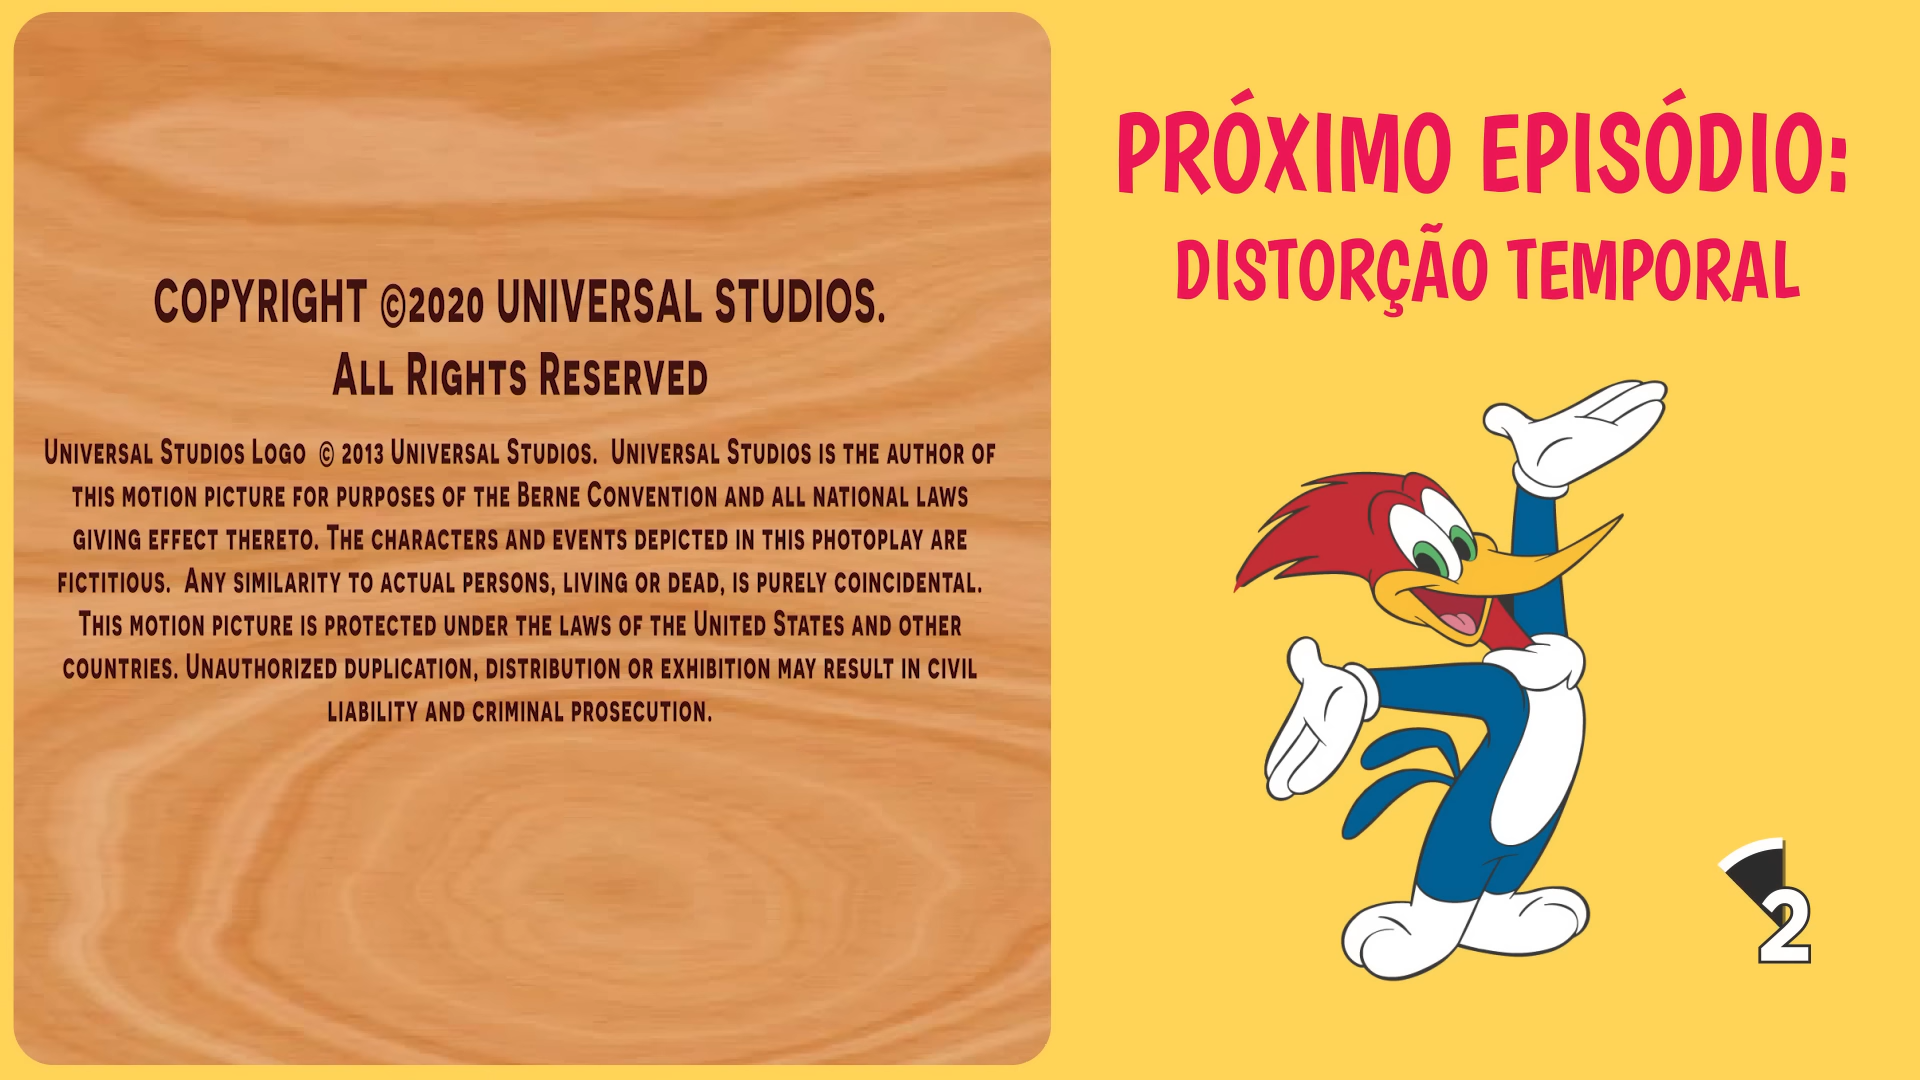 COPYRIGHT ©2020 UNIVERSAL STUDIOS.
ALL RIGHTS RESERVED
UNIVERSAL STUDIOS LOGO © 2013 UNIVERSAL STUDIOS. UNIVERSAL STUDIOS IS THE AUTHOR OF
THIS MOTION PICTURE FOR PURPOSES OF THE BERNE CONVENTION AND ALL NATIONAL LAWS
GIVING EFFECT THERETO. THE CHARACTERS AND EVENTS DEPICTED IN THIS PHOTOPLAY ARE
FICTITIOUS. ANY SIMILARITY TO ACTUAL PERSONS, LIVING OR DEAD, IS PURELY COINCIDENTAL.
THIS MOTION PICTURE IS PROTECTED UNDER THE LAWS OF THE UNITED STATES AND OTHER
COUNTRIES. UNAUTHORIZED DUPLICATION, DISTRIBUTION OR EXHIBITION MAY RESULT IN CIVIL
LIABILITY AND CRIMINAL PROSECUTION.
PRÓXIMO EPISÓDIO:
DISTORÇÃO TEMPORAL
2